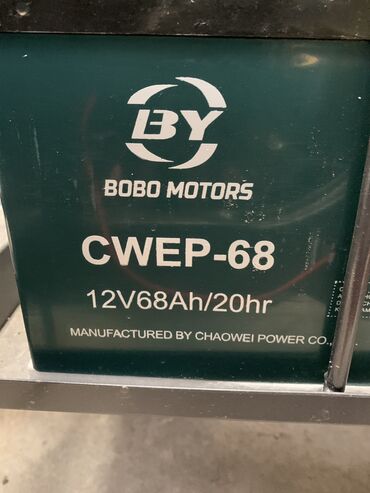 BY
BOBO MOTORS
CWEP-68
12V68Ah/20hr
MANUFACTURED BY CHAOWEI POWER CO.,